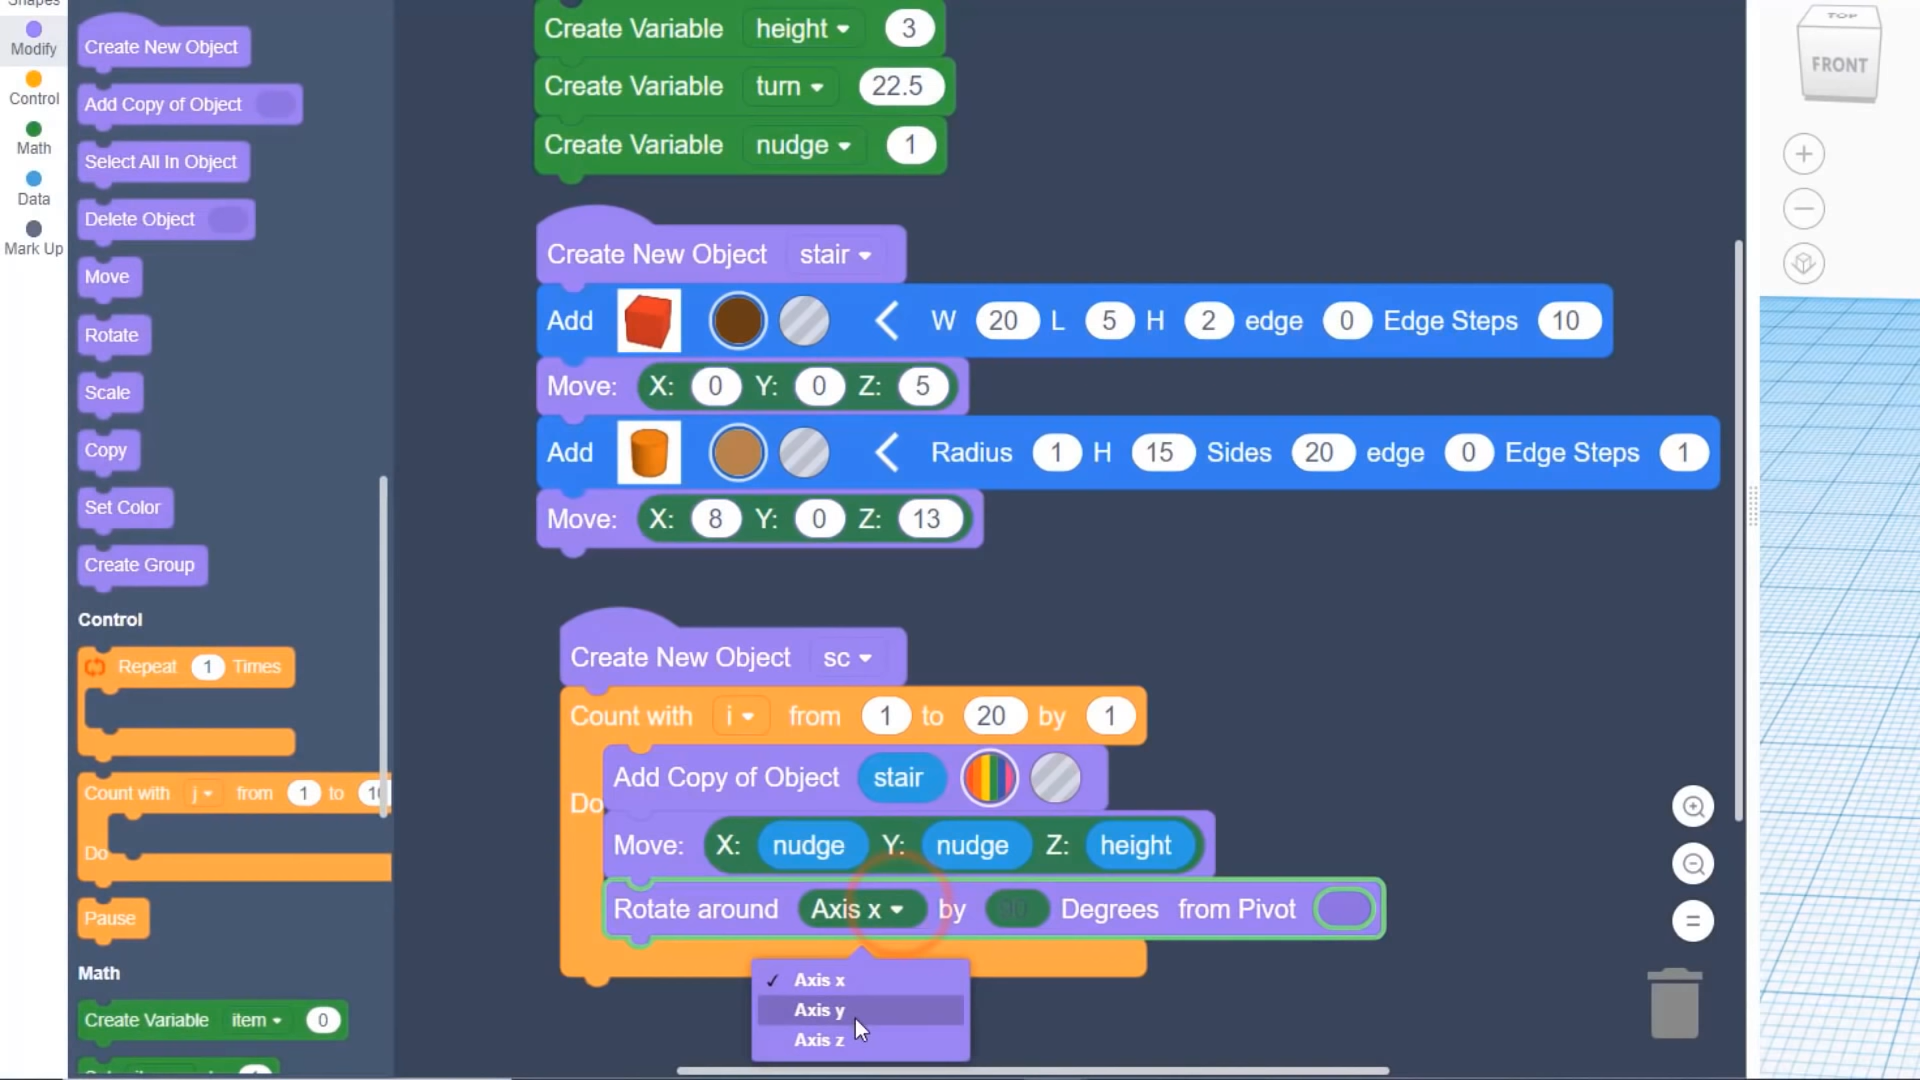 Shapes
Modify
Control
Math
Data
Mark Up
Create New Object
Add Copy of Object
Select All In Object
Delete Object
Move
Rotate
Scale
Copy
Set Color
Create Group
Control
Repeat 1 Times
Count with j from 1 to 10
Do
Pause
Math
Create Variable item 0
Create Variable height 3
Create Variable turn 22.5
Create Variable nudge 1
Create New Object stair
Add W 20 L 5 H 2 edge 0 Edge Steps 10
Move: X: 0 Y: 0 Z: 5
Add Radius 1 H 15 Sides 20 edge 0 Edge Steps 1
Move: X: 8 Y: 0 Z: 13
Create New Object sc
Count with i from 1 to 20 by 1
Do
Add Copy of Object stair
Move: X: nudge Y: nudge Z: height
Rotate around Axis x by 90 Degrees from Pivot
✓ Axis x
Axis y
Axis z
TOP
FRONT